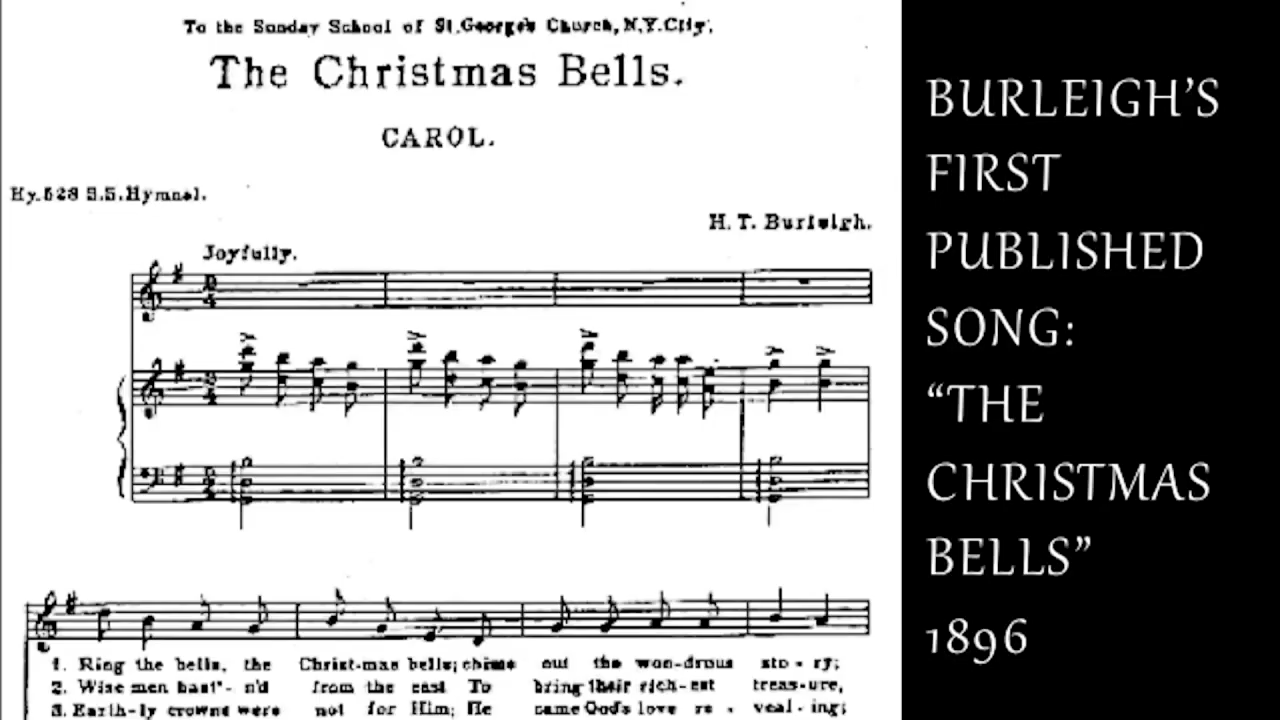 To the Sunday School of St. George's Church, N.Y. City.
The Christmas Bells.
CAROL.
Hy. 528 S.S. Hymnal.
H. T. Burleigh.
Joyfully.
1. Ring the bells, the Christ-mas bells; chime out the won-drous sto - ry;
2. Wise men hast'- n'd from the east To bring their rich-est treas-ure,
3. Earth-ly crowns were not for Him; He came God's love re - veal-ing;
BURLEIGH'S
FIRST
PUBLISHED
SONG:
“THE
CHRISTMAS
BELLS”
1896